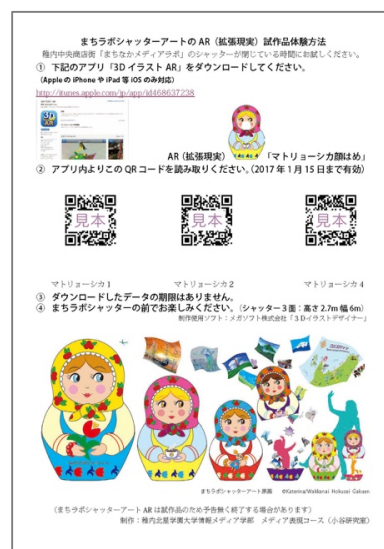 まちラボシャッターアートの AR（拡張現実）試作品体験方法
稚内中央商店街「まちなかメディアラボ」のシャッターが閉じている時間にお試しください。
① 下記のアプリ「3D イラスト AR」をダウンロードしてください。
（Apple の iPhone や iPad 等 iOS のみ対応）
http://itunes.apple.com/jp/app/id468637238
3D
AR
AR（拡張現実）「マトリョーシカ顔はめ」
② アプリ内よりこの QR コードを読み取りください。（2017 年 1 月 15 日まで有効）
見本 見本 見本
マトリョーシカ 1 マトリョーシカ 2 マトリョーシカ 4
③ ダウンロードしたデータの期限はありません。
④ まちラボシャッターの前でお楽しみください。（シャッター 3 面：高さ 2.7m 幅 6m）
制作使用ソフト：メガソフト株式会社「3Dイラストデザイナー」
まちラボシャッターアート原画 ©Katarina/Wakkanai Hokusei Gakuen
（まちラボシャッターアート AR は試作品のため予告無く終了する場合があります）
制作：稚内北星学園大学情報メディア学部 メディア表現コース（小谷研究室）